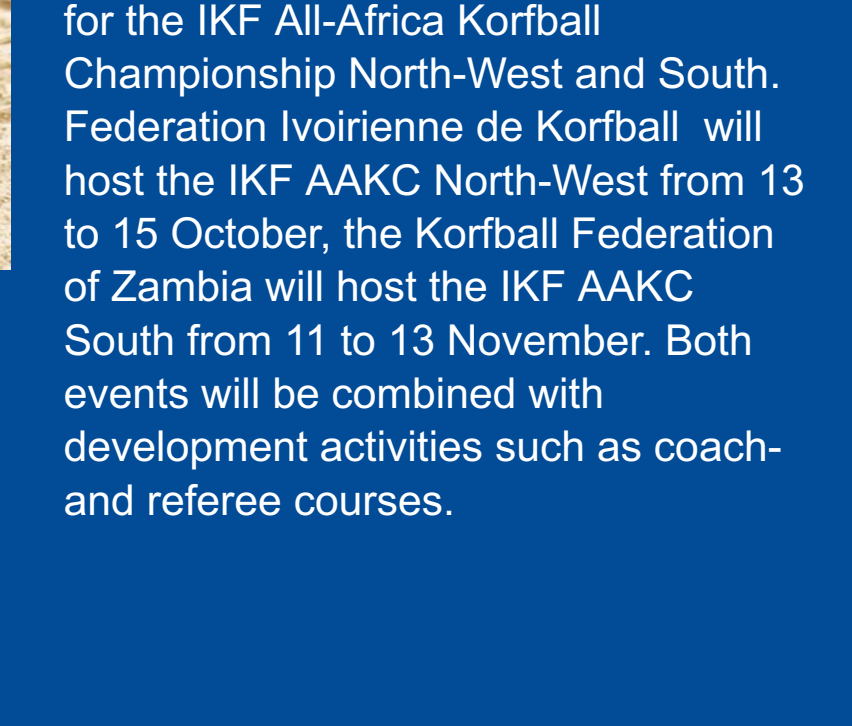 for the IKF All-Africa Korfball
Championship North-West and South.
Federation Ivoirienne de Korfball  will
host the IKF AAKC North-West from 13
to 15 October, the Korfball Federation
of Zambia will host the IKF AAKC
South from 11 to 13 November. Both
events will be combined with
development activities such as coach-
and referee courses.